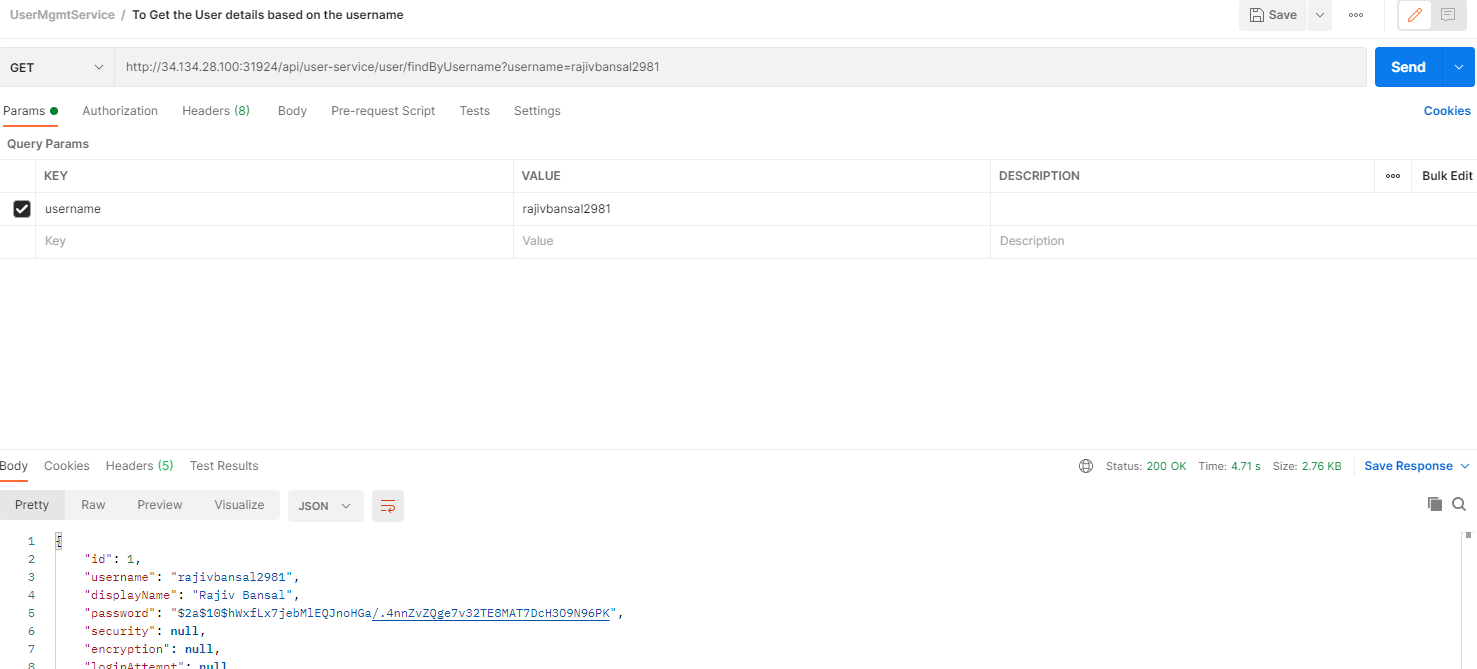 UserMgmtService / To Get the User details based on the username
Save
GET http://34.134.28.100:31924/api/user-service/user/findByUsername?username=rajivbansal2981 Send
Params Authorization Headers (8) Body Pre-request Script Tests Settings Cookies
Query Params
KEY VALUE DESCRIPTION Bulk Edit
username rajivbansal2981
Key Value Description
Body Cookies Headers (5) Test Results Status: 200 OK Time: 4.71 s Size: 2.76 KB Save Response
Pretty Raw Preview Visualize JSON
1 {
2 "id": 1,
3 "username": "rajivbansal2981",
4 "displayName": "Rajiv Bansal",
5 "password": "$2a$10$hWxfLx7jebMlEQJnoHGa/.4nnZvZQge7v32TE8MAT7DcH3O9N96PK",
6 "security": null,
7 "encryption": null,
8 "loginAttempt": null